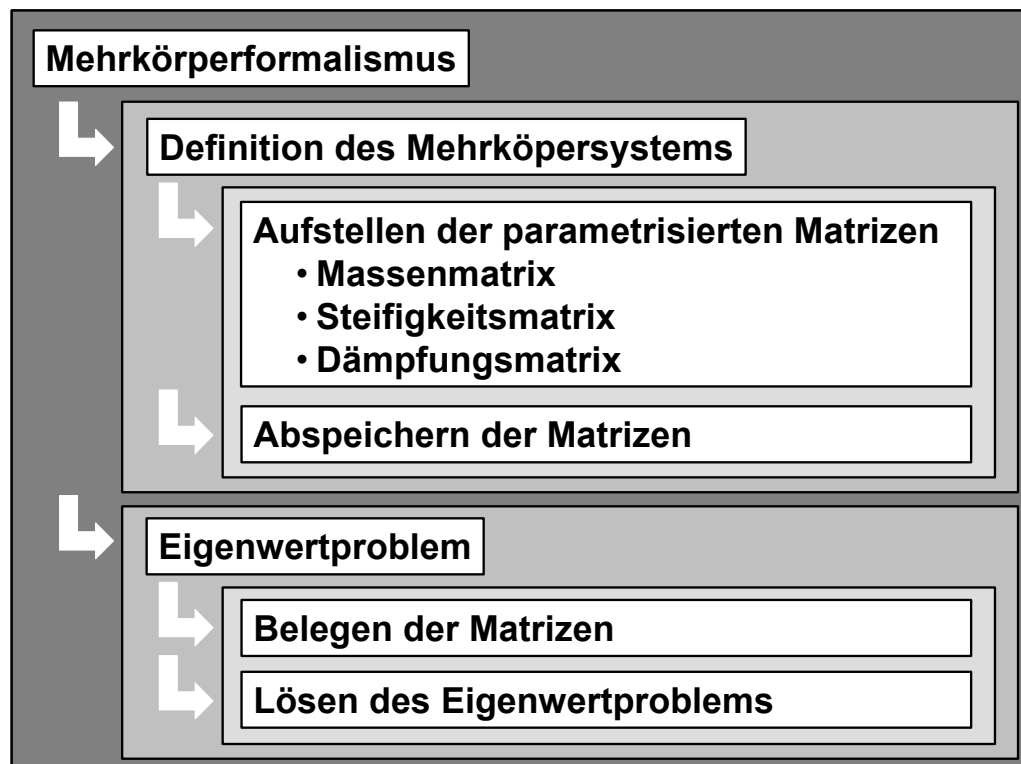 Mehrkörperformalismus
Definition des Mehrköpersystems
Aufstellen der parametrisierten Matrizen
• Massenmatrix
• Steifigkeitsmatrix
• Dämpfungsmatrix
Abspeichern der Matrizen
Eigenwertproblem
Belegen der Matrizen
Lösen des Eigenwertproblems